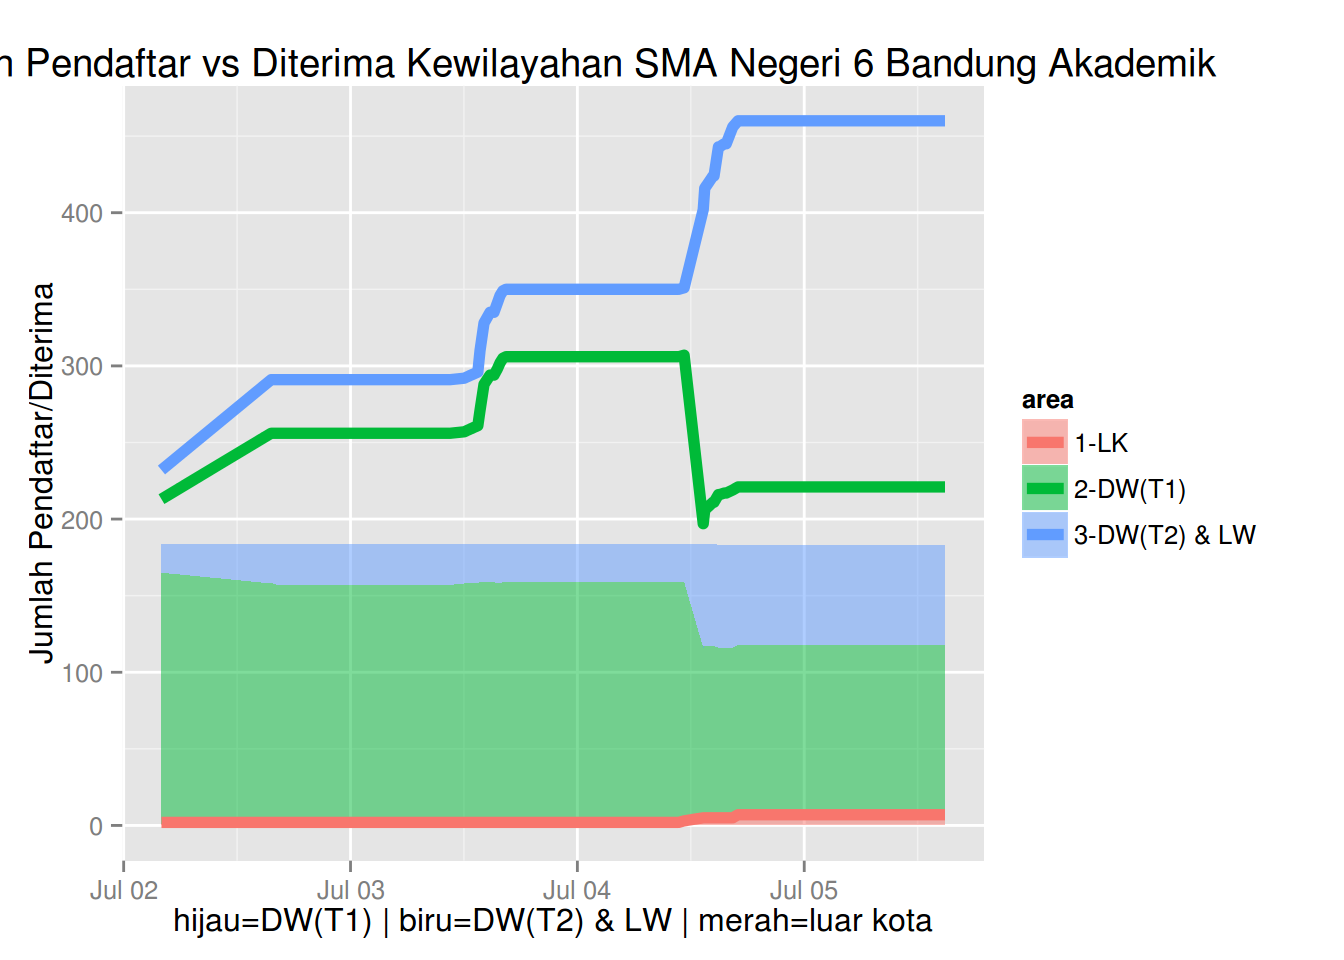 n Pendaftar vs Diterima Kewilayahan SMA Negeri 6 Bandung Akademik
Jumlah Pendaftar/Diterima
400
300
200
100
0
Jul 02 Jul 03 Jul 04 Jul 05
hijau=DW(T1) | biru=DW(T2) & LW | merah=luar kota
area
1-LK
2-DW(T1)
3-DW(T2) & LW